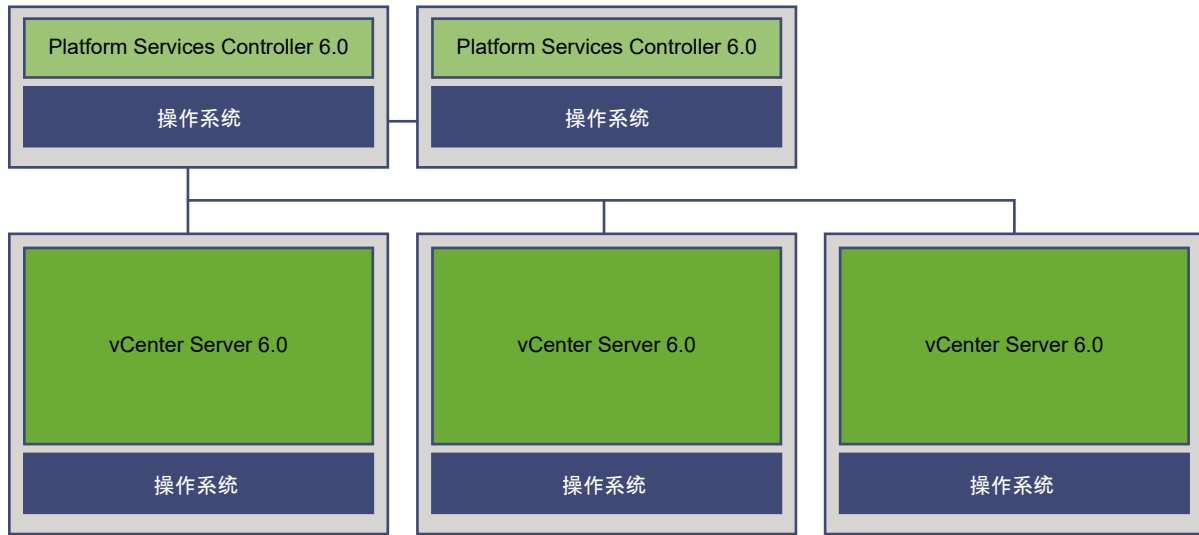 Platform Services Controller 6.0
Platform Services Controller 6.0
操作系统
操作系统
vCenter Server 6.0
vCenter Server 6.0
vCenter Server 6.0
操作系统
操作系统
操作系统